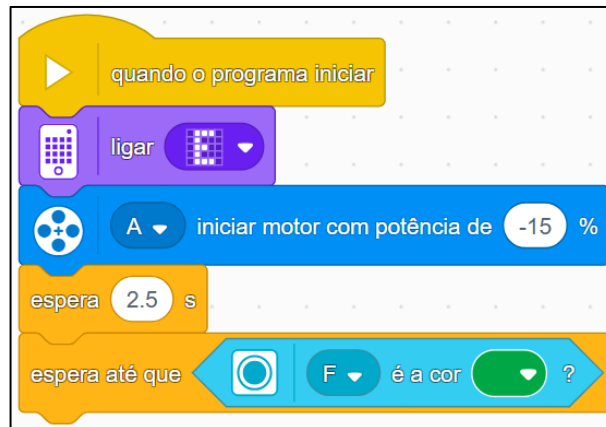 quando o programa iniciar
ligar
A iniciar motor com potência de -15 %
espera 2.5 s
espera até que F é a cor ?